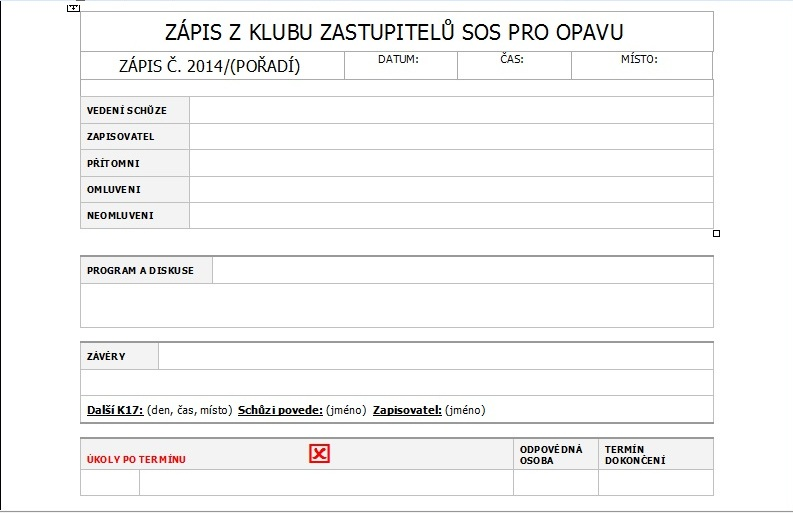 ZÁPIS Z KLUBU ZASTUPITELŮ SOS PRO OPAVU
ZÁPIS Č. 2014/(POŘADÍ) DATUM: ČAS: MÍSTO:
VEDENÍ SCHŮZE
ZAPISOVATEL
PŘÍTOMNI
OMLUVENI
NEOMLUVENI
PROGRAM A DISKUSE
ZÁVĚRY
Další K17: (den, čas, místo) Schůzi povede: (jméno) Zapisovatel: (jméno)
ÚKOLY PO TERMÍNU
ODPOVĚDNÁ
OSOBA
TERMÍN
DOKONČENÍ